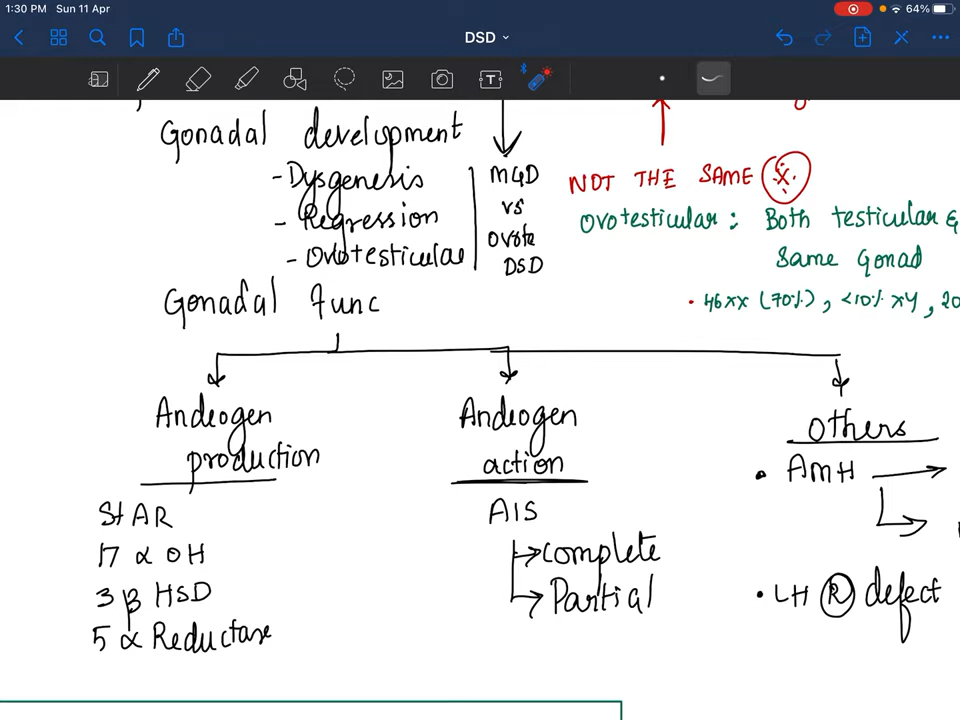 1:30 PM Sun 11 Apr
64%
DSD
T
Gonadal development
- Dysgenesis
- Regression
- Ovotesticular
MGD
vs
Ovote
DSD
NOT THE SAME
Ovotesticular : Both testicular &
Same Gonad
• 46XX (70%), <10% XY, 20
Gonadal func
Androgen
production
StAR
17 α OH
3 β HSD
5 α Reductase
Androgen
action
AIS
→ Complete
→ Partial
Others
• AMH →
• LH R defect